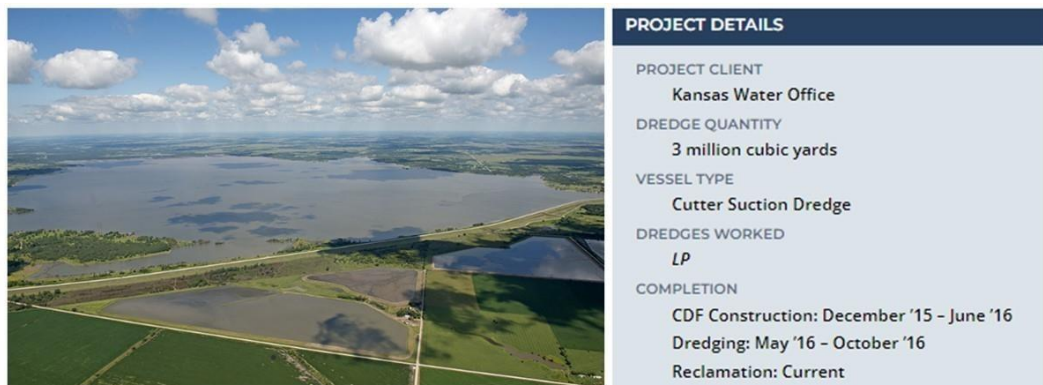 PROJECT DETAILS
PROJECT CLIENT
Kansas Water Office
DREDGE QUANTITY
3 million cubic yards
VESSEL TYPE
Cutter Suction Dredge
DREDGES WORKED
LP
COMPLETION
CDF Construction: December '15 – June '16
Dredging: May '16 – October '16
Reclamation: Current